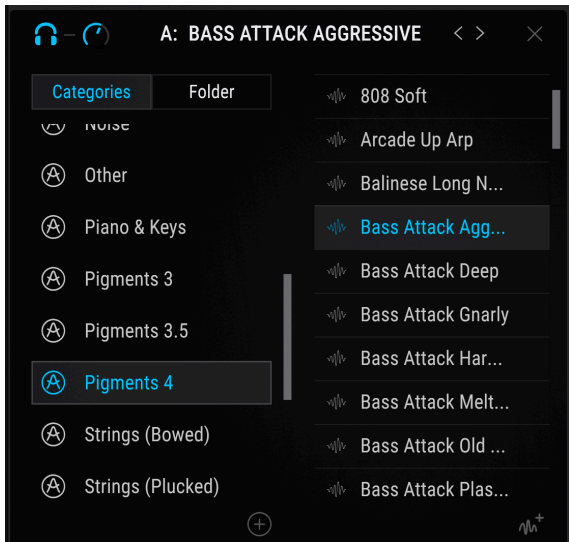 A: BASS ATTACK AGGRESSIVE
Categories
Folder
Noise
Other
Piano & Keys
Pigments 3
Pigments 3.5
Pigments 4
Strings (Bowed)
Strings (Plucked)
808 Soft
Arcade Up Arp
Balinese Long N...
Bass Attack Agg...
Bass Attack Deep
Bass Attack Gnarly
Bass Attack Har...
Bass Attack Melt...
Bass Attack Old ...
Bass Attack Plas...